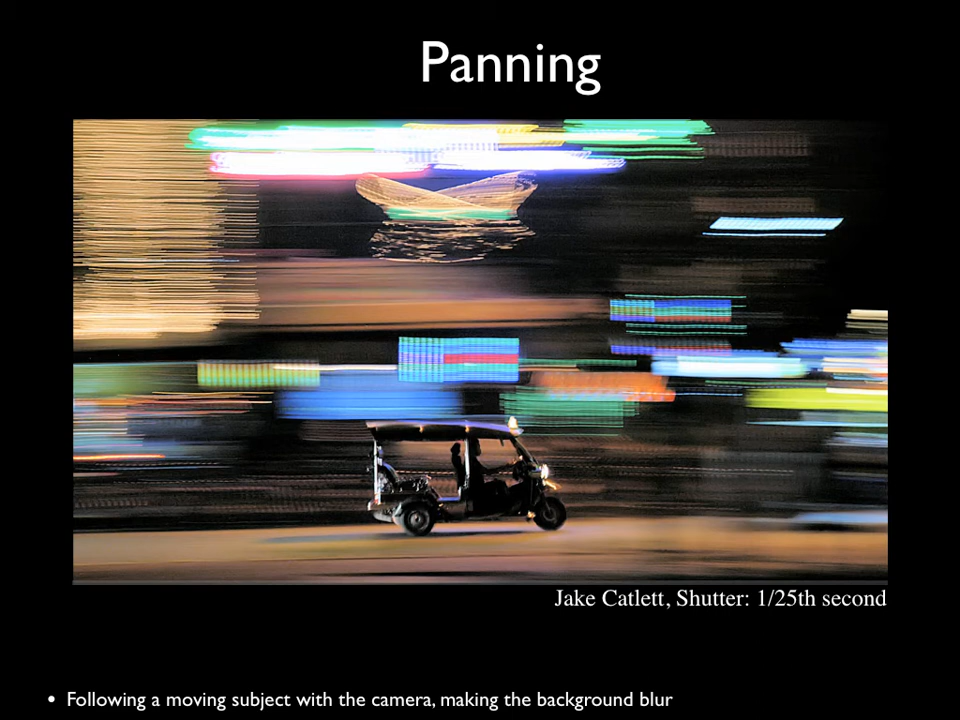 Panning
Jake Catlett, Shutter: 1/25th second
• Following a moving subject with the camera, making the background blur